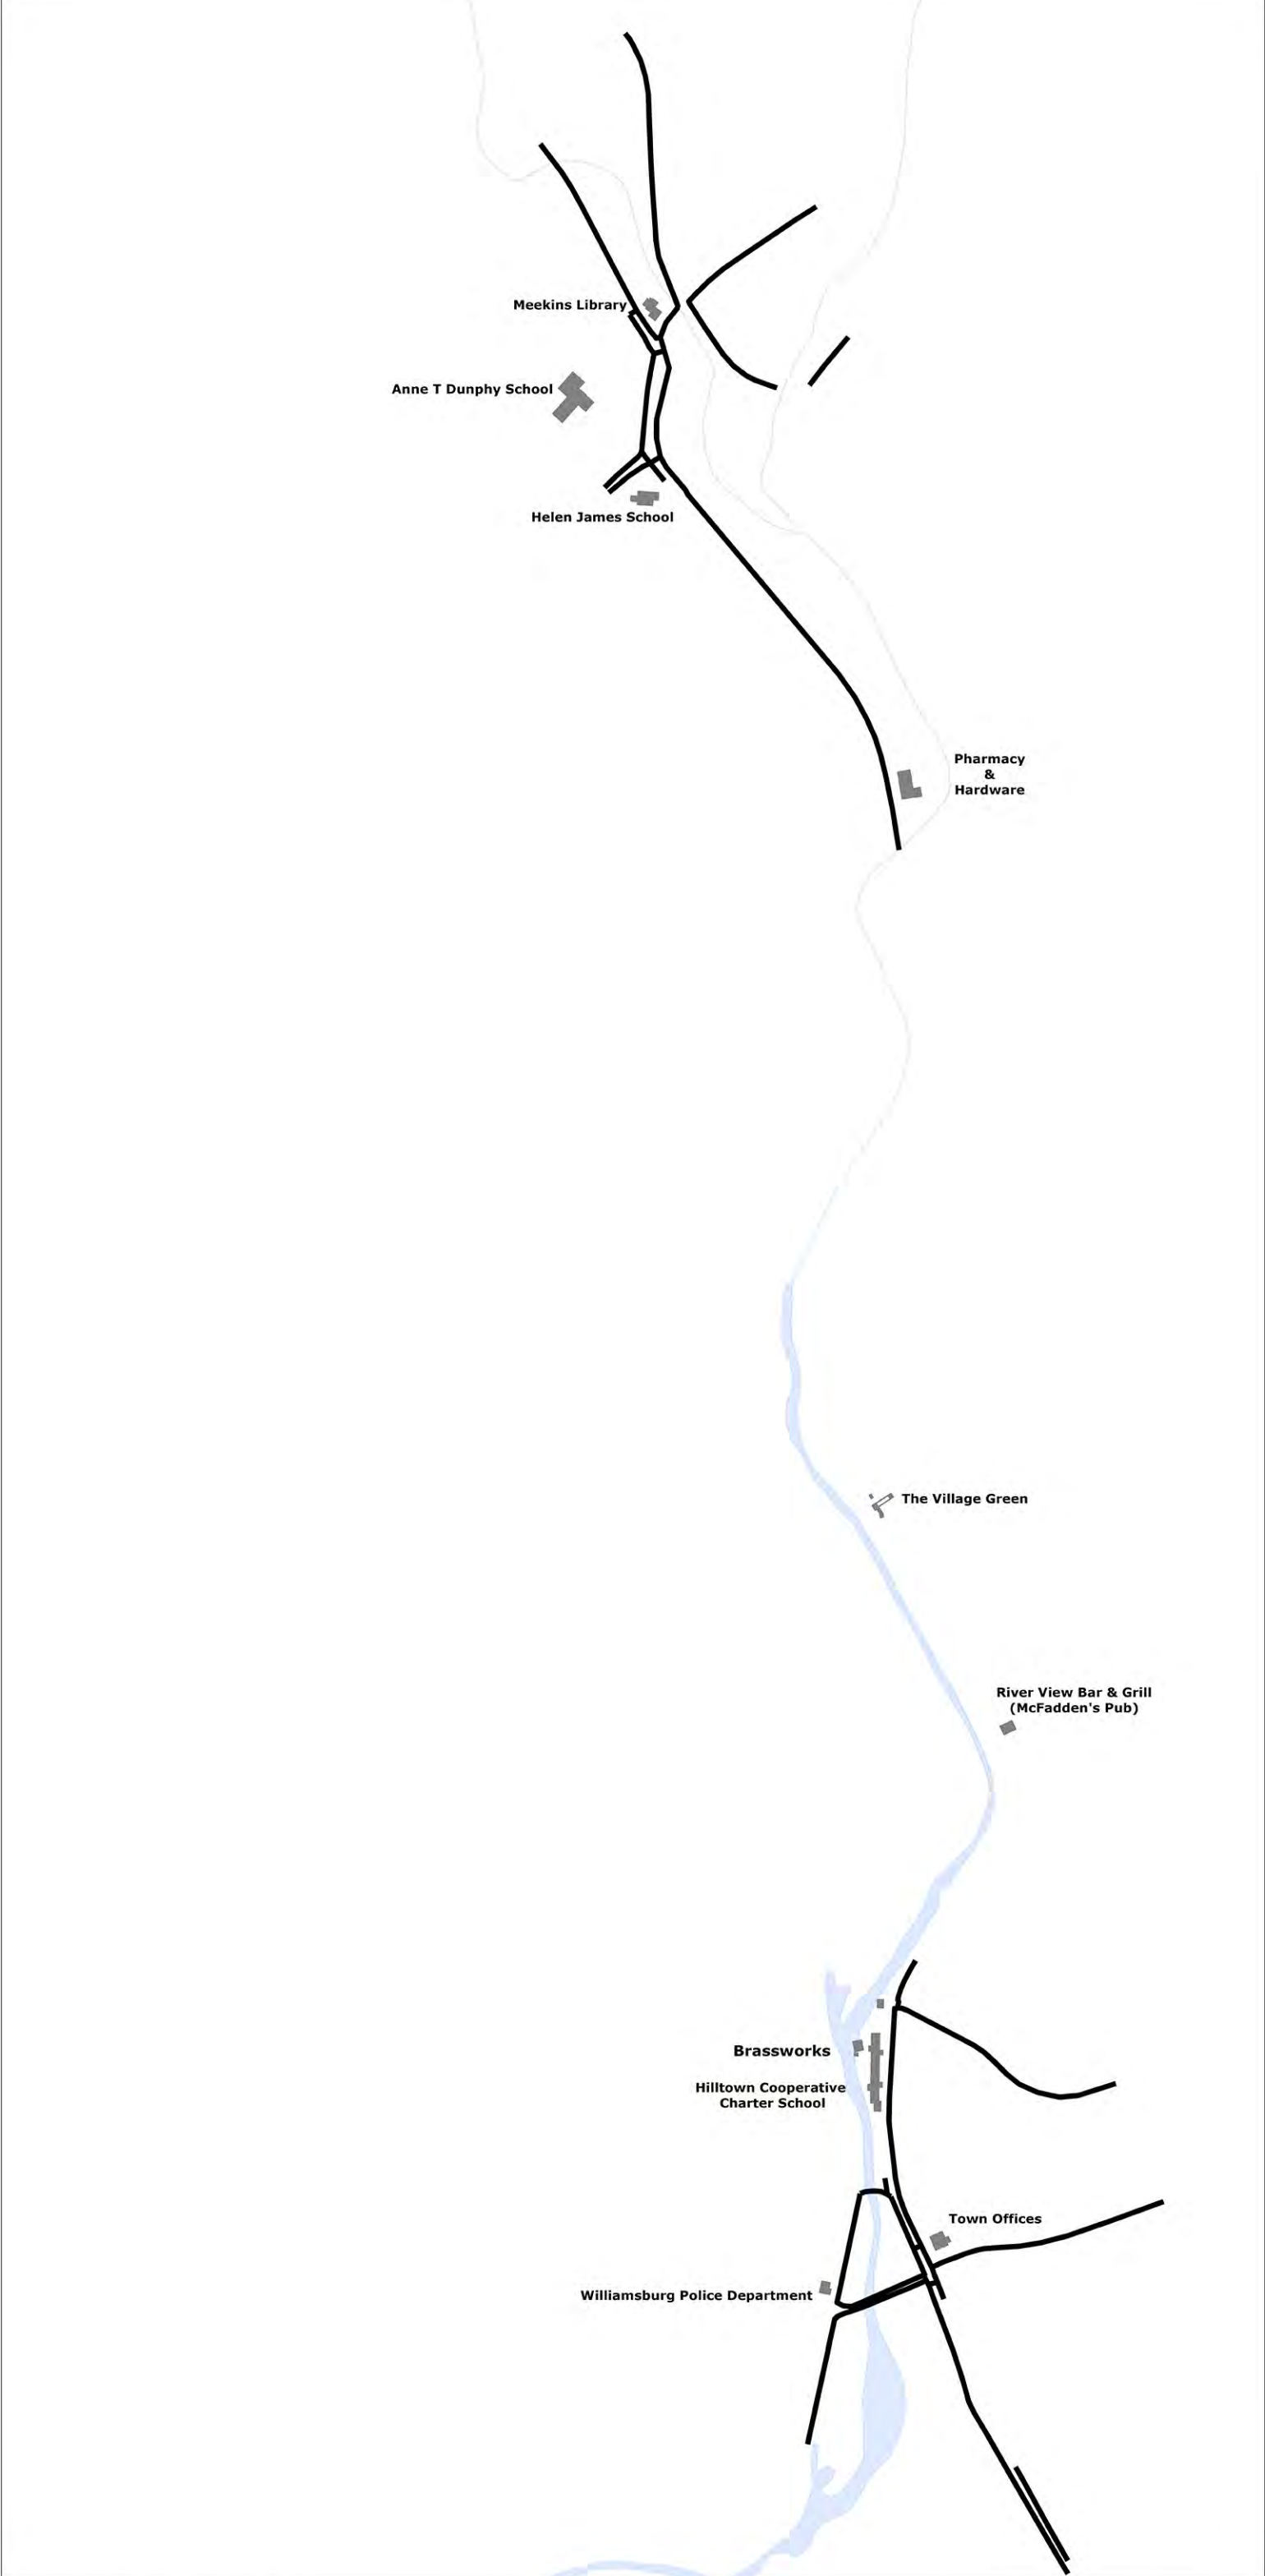 Meekins Library
Anne T Dunphy School
Helen James School
Pharmacy
&
Hardware
The Village Green
River View Bar & Grill
(McFadden's Pub)
Brassworks
Hilltown Cooperative
Charter School
Town Offices
Williamsburg Police Department